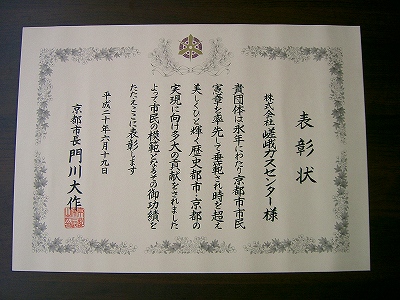 表彰状
株式会社嵯峨ガスセンター様
貴団体は永年にわたり京都市市民
憲章を率先して垂範され時を超え
美しくひと輝く歴史都市・京都の
実現に向け多大の貢献をされました
よって市民の模範となるその御功績を
たたえここに表彰します
平成二十年六月十九日
京都市長 門川大作